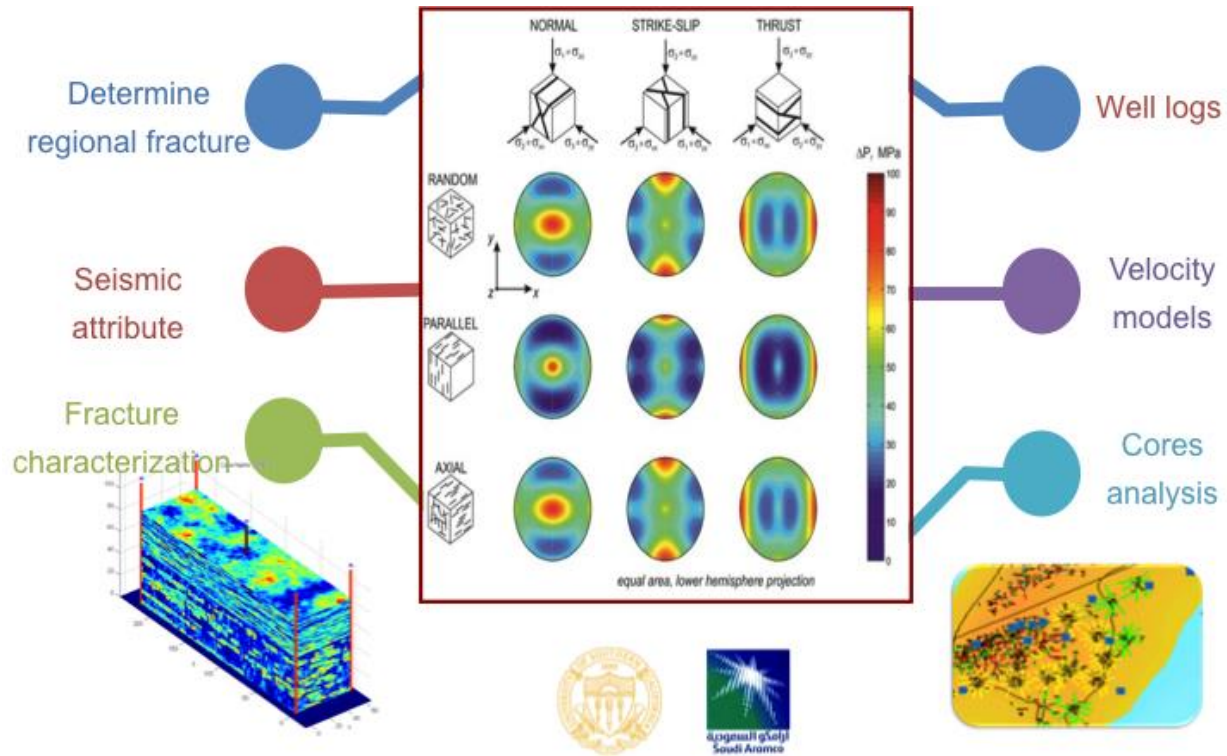 Determine
regional fracture
Seismic
attribute
Fracture
characterization
NORMAL
STRIKE-SLIP
THRUST
RANDOM
y
z
x
PARALLEL
AXIAL
ΔP, MPa
100
90
80
70
60
50
40
30
20
10
0
equal area, lower hemisphere projection
Well logs
Velocity
models
Cores
analysis
أرامكو السعودية
Saudi Aramco